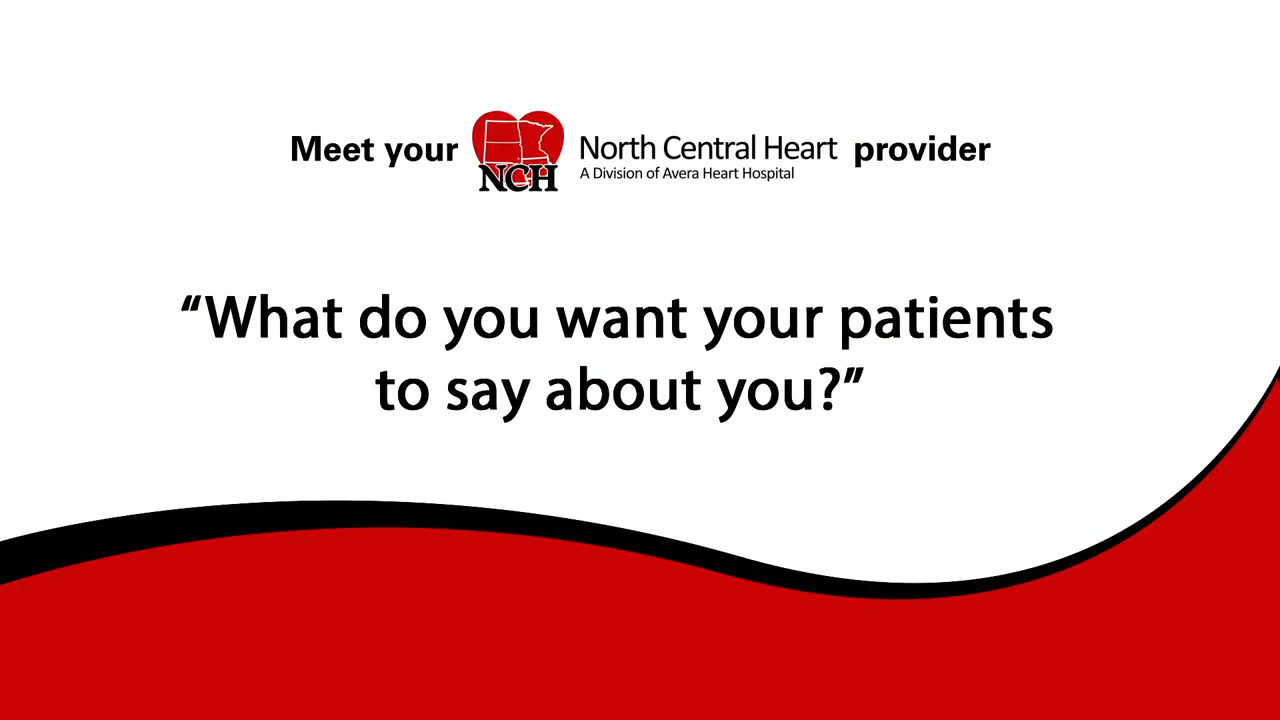 Meet your NCH North Central Heart provider
A Division of Avera Heart Hospital
“What do you want your patients
to say about you?”